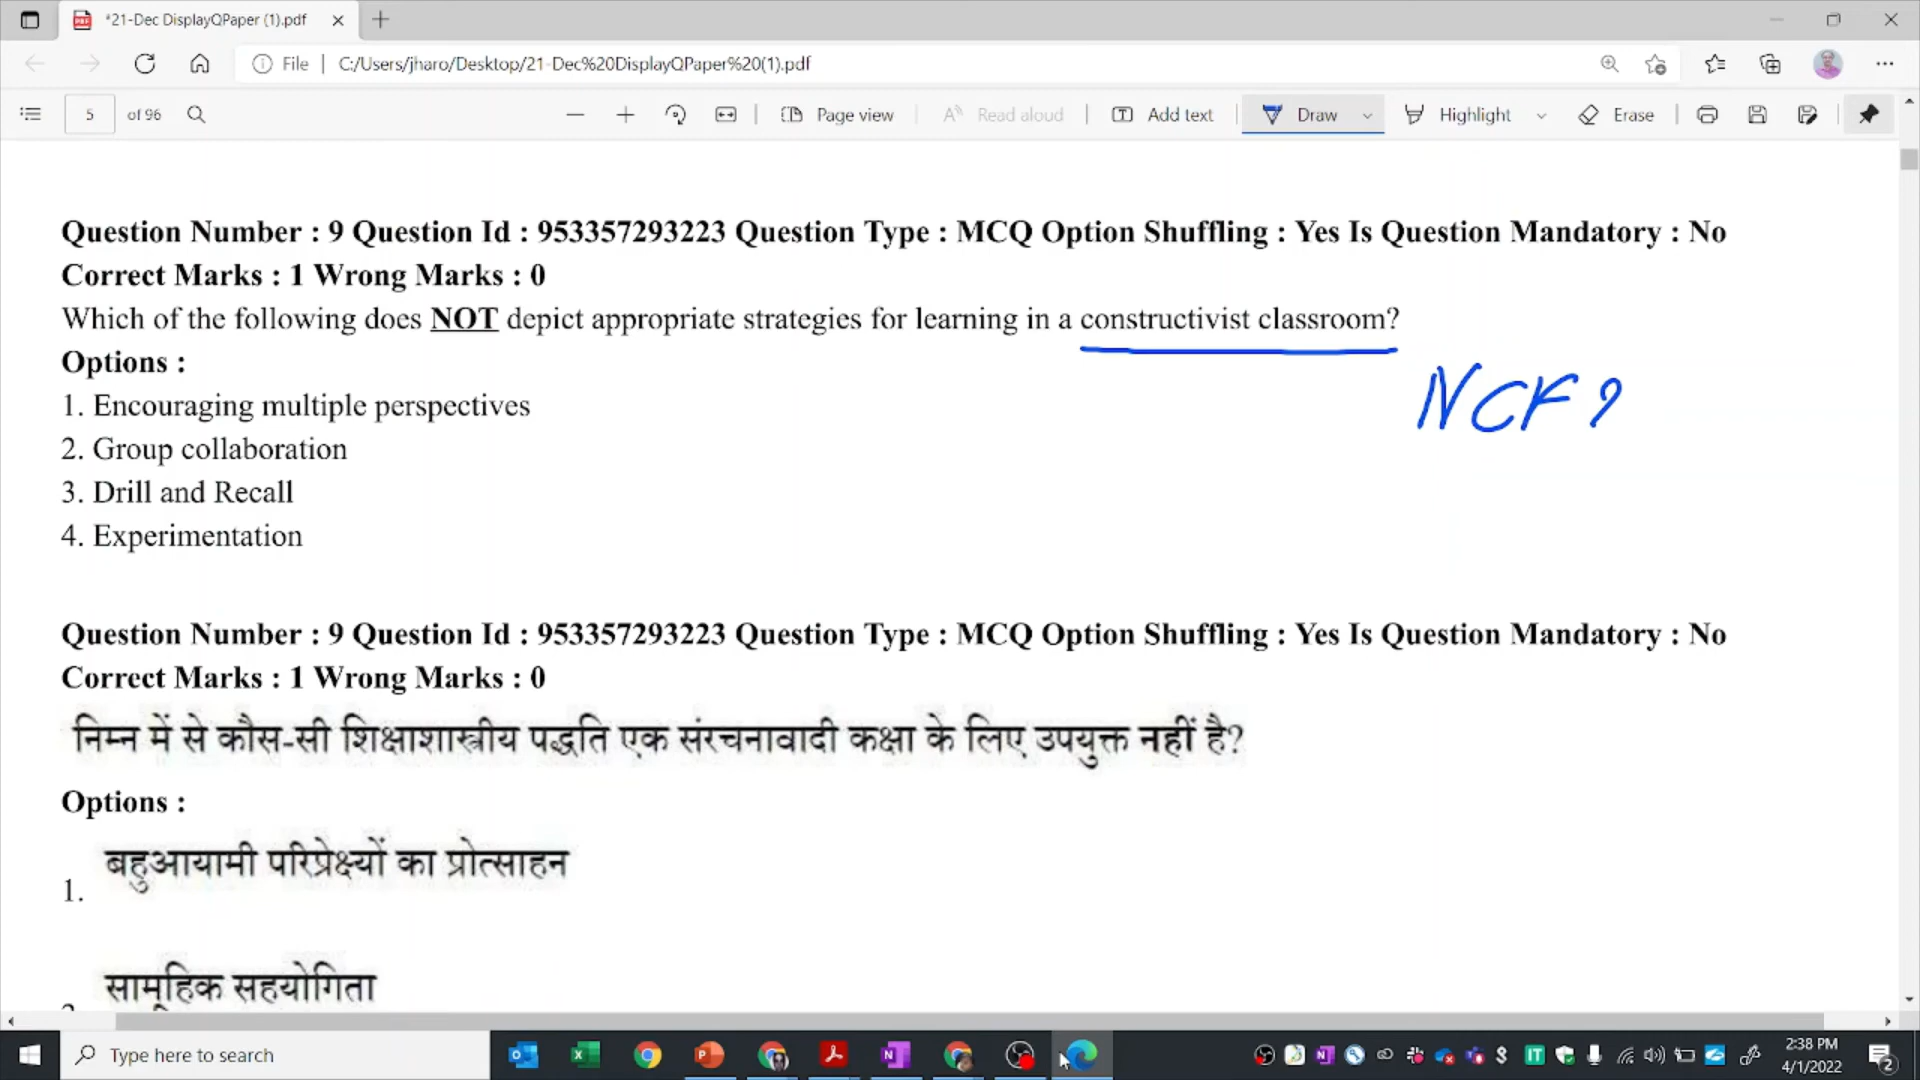 *21-Dec DisplayQPaper (1).pdf
File | C:/Users/jharo/Desktop/21-Dec%20DisplayQPaper%20(1).pdf
5 of 96 Page view Read aloud Add text Draw Highlight Erase
Question Number : 9 Question Id : 953357293223 Question Type : MCQ Option Shuffling : Yes Is Question Mandatory : No
Correct Marks : 1 Wrong Marks : 0
Which of the following does NOT depict appropriate strategies for learning in a constructivist classroom?
Options :
NCF 2
1. Encouraging multiple perspectives
2. Group collaboration
3. Drill and Recall
4. Experimentation
Question Number : 9 Question Id : 953357293223 Question Type : MCQ Option Shuffling : Yes Is Question Mandatory : No
Correct Marks : 1 Wrong Marks : 0
निम्न में से कौस-सी शिक्षाशास्त्रीय पद्धति एक संरचनावादी कक्षा के लिए उपयुक्त नहीं है?
Options :
1. बहुआयामी परिप्रेक्ष्यों का प्रोत्साहन
सामूहिक सहयोगिता
Type here to search
2:38 PM
4/1/2022
2